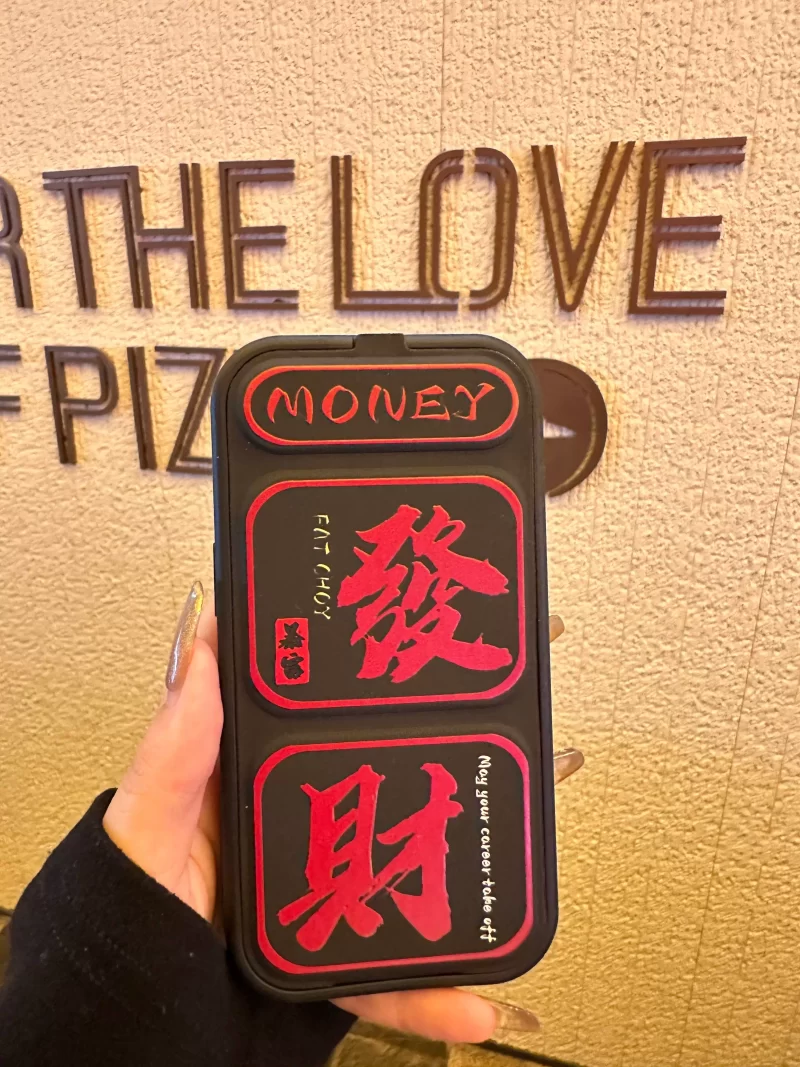 R THE LOVE
F PIZ
MONEY
發
FAT CHOY
財
May your career take off